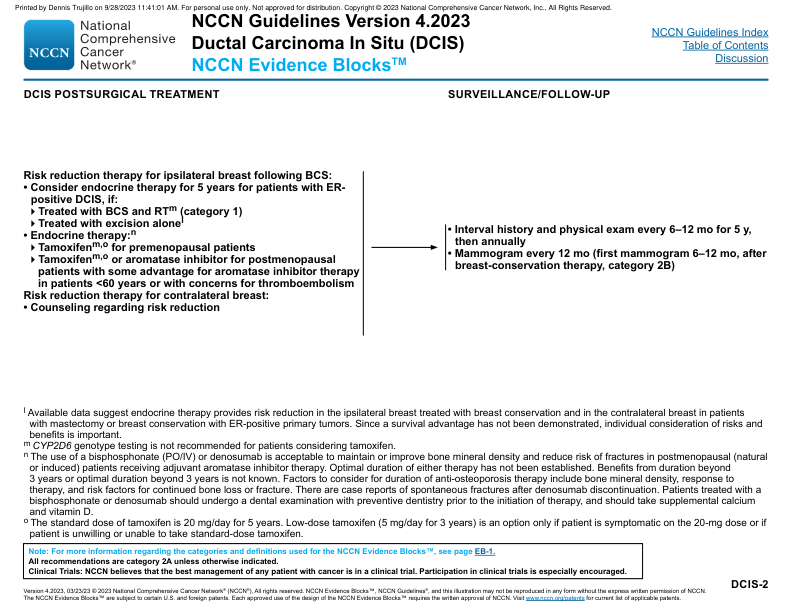 Printed by Dennis Trujillo on 9/28/2023 11:41:01 AM. For personal use only. Not approved for distribution. Copyright © 2023 National Comprehensive Cancer Network, Inc., All Rights Reserved.
NCCN
National
Comprehensive
Cancer
Network®
NCCN Guidelines Version 4.2023
Ductal Carcinoma In Situ (DCIS)
NCCN Evidence Blocks™
NCCN Guidelines Index
Table of Contents
Discussion
DCIS POSTSURGICAL TREATMENT
Risk reduction therapy for ipsilateral breast following BCS:
• Consider endocrine therapy for 5 years for patients with ER-
positive DCIS, if:
Treated with BCS and RTm (category 1)
Treated with excision alonel
• Endocrine therapy:n
Tamoxifenm,o for premenopausal patients
Tamoxifenm,o or aromatase inhibitor for postmenopausal
patients with some advantage for aromatase inhibitor therapy
in patients <60 years or with concerns for thromboembolism
Risk reduction therapy for contralateral breast:
• Counseling regarding risk reduction
SURVEILLANCE/FOLLOW-UP
• Interval history and physical exam every 6–12 mo for 5 y,
then annually
• Mammogram every 12 mo (first mammogram 6–12 mo, after
breast-conservation therapy, category 2B)
l Available data suggest endocrine therapy provides risk reduction in the ipsilateral breast treated with breast conservation and in the contralateral breast in patients
with mastectomy or breast conservation with ER-positive primary tumors. Since a survival advantage has not been demonstrated, individual consideration of risks and
benefits is important.
m CYP2D6 genotype testing is not recommended for patients considering tamoxifen.
n The use of a bisphosphonate (PO/IV) or denosumab is acceptable to maintain or improve bone mineral density and reduce risk of fractures in postmenopausal (natural
or induced) patients receiving adjuvant aromatase inhibitor therapy. Optimal duration of either therapy has not been established. Benefits from duration beyond
3 years or optimal duration beyond 3 years is not known. Factors to consider for duration of anti-osteoporosis therapy include bone mineral density, response to
therapy, and risk factors for continued bone loss or fracture. There are case reports of spontaneous fractures after denosumab discontinuation. Patients treated with a
bisphosphonate or denosumab should undergo a dental examination with preventive dentistry prior to the initiation of therapy, and should take supplemental calcium
and vitamin D.
o The standard dose of tamoxifen is 20 mg/day for 5 years. Low-dose tamoxifen (5 mg/day for 3 years) is an option only if patient is symptomatic on the 20-mg dose or if
patient is unwilling or unable to take standard-dose tamoxifen.
Note: For more information regarding the categories and definitions used for the NCCN Evidence Blocks™, see page EB-1.
All recommendations are category 2A unless otherwise indicated.
Clinical Trials: NCCN believes that the best management of any patient with cancer is in a clinical trial. Participation in clinical trials is especially encouraged.
DCIS-2
Version 4.2023, 03/23/23 © 2023 National Comprehensive Cancer Network® (NCCN®), All rights reserved. NCCN Evidence Blocks™, NCCN Guidelines®, and this illustration may not be reproduced in any form without the express written permission of NCCN.
The NCCN Evidence Blocks™ are subject to certain U.S. and foreign patents. Each approved use of the design of the NCCN Evidence Blocks™ requires the written approval of NCCN. Visit www.nccn.org/patents for current list of applicable patents.